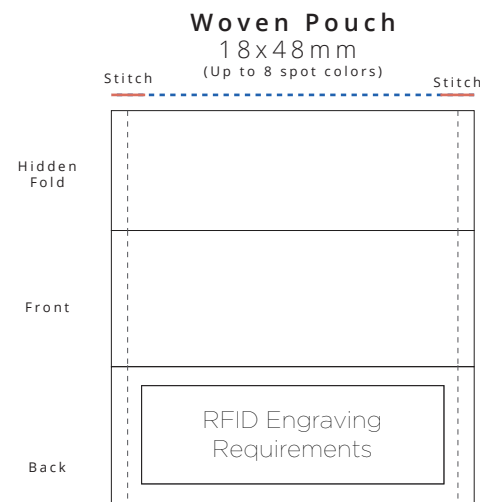 Woven Pouch
18x48mm
(Up to 8 spot colors)
Stitch
Stitch
Hidden
Fold
Front
RFID Engraving
Requirements
Back